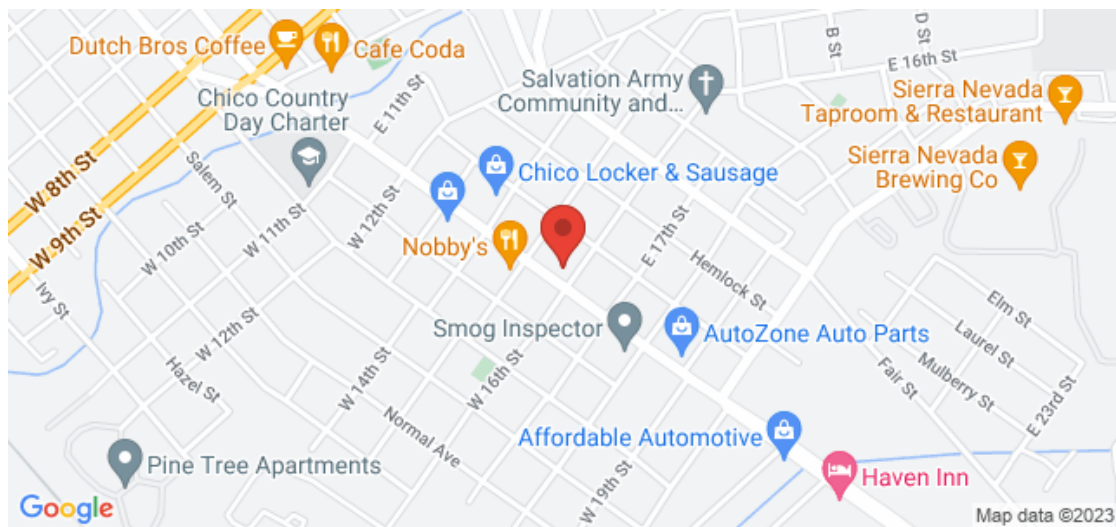 Dutch Bros Coffee
Cafe Coda
Chico Country
Day Charter
E 11th St
Salvation Army
Community and...
B St
D St
E 16th St
Sierra Nevada
Taproom & Restaurant
Sierra Nevada
Brewing Co
W 8th St
W 9th St
Salem St
W 10th St
W 11th St
W 12th St
Chico Locker & Sausage
Nobby's
E 17th St
Hemlock St
Ivy St
W 12th St
Hazel St
W 14th St
Normal Ave
W 16th St
Smog Inspector
AutoZone Auto Parts
Elm St
Laurel St
Mulberry St
Fair St
E 23rd St
Affordable Automotive
W 19th St
Pine Tree Apartments
Haven Inn
Google
Map data ©2023